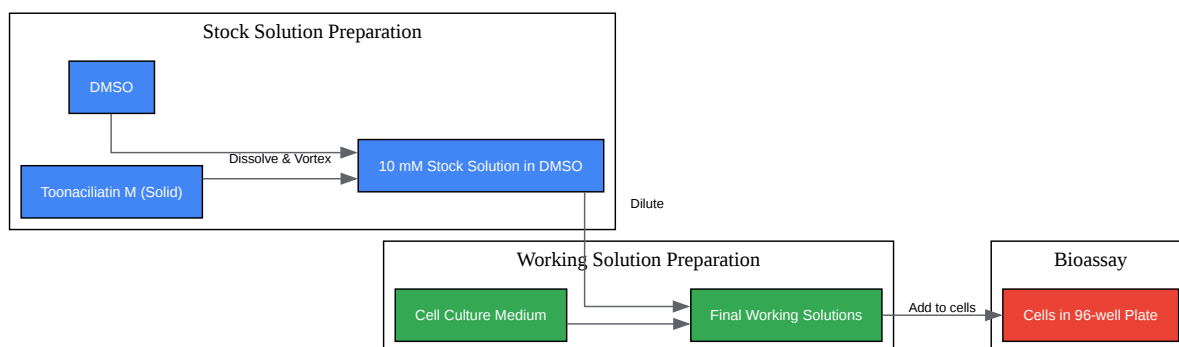 Stock Solution Preparation
DMSO
Dissolve & Vortex
10 mM Stock Solution in DMSO
Toonaciliatin M (Solid)
Dilute
Working Solution Preparation
Bioassay
Cell Culture Medium
Final Working Solutions
Add to cells
Cells in 96-well Plate